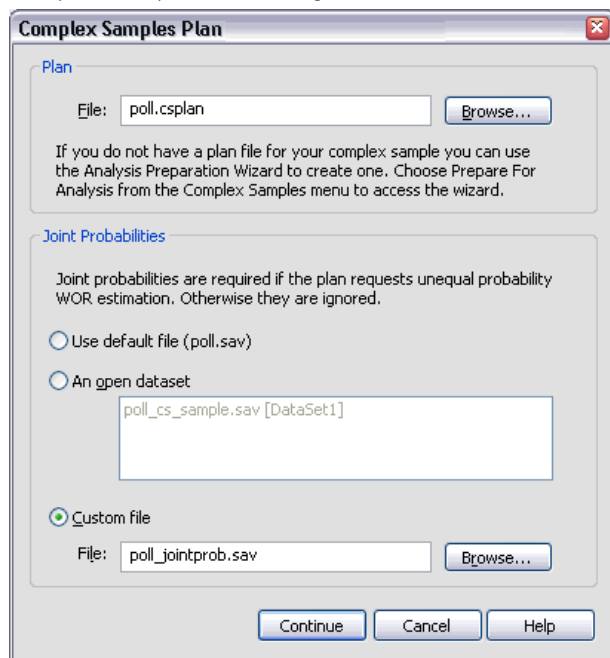 Complex Samples Plan
Plan
File: poll.csplan Browse...
If you do not have a plan file for your complex sample you can use
the Analysis Preparation Wizard to create one. Choose Prepare For
Analysis from the Complex Samples menu to access the wizard.
Joint Probabilities
Joint probabilities are required if the plan requests unequal probability
WOR estimation. Otherwise they are ignored.
Use default file (poll.sav)
An open dataset
poll_cs_sample.sav [DataSet1]
Custom file
File: poll_jointprob.sav Browse...
Continue Cancel Help